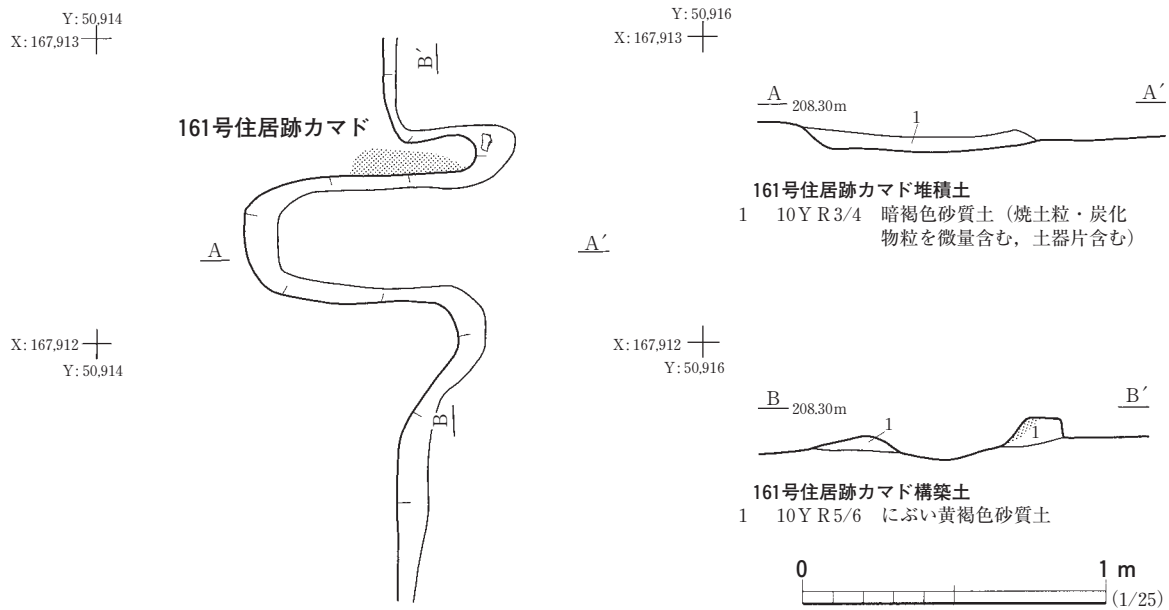 Y: 50,914
X: 167,913
B′
161号住居跡カマド
A
A′
B
X: 167,912
Y: 50,914
Y: 50,916
X: 167,913
A
208.30m
A′
1
161号住居跡カマド堆積土
1 10ＹＲ3/4 暗褐色砂質土（焼土粒・炭化
物粒を微量含む，土器片含む）
X: 167,912
Y: 50,916
B
208.30m
B′
1
1
161号住居跡カマド構築土
1 10ＹＲ5/6 にぶい黄褐色砂質土
0
1 m
(1/25)